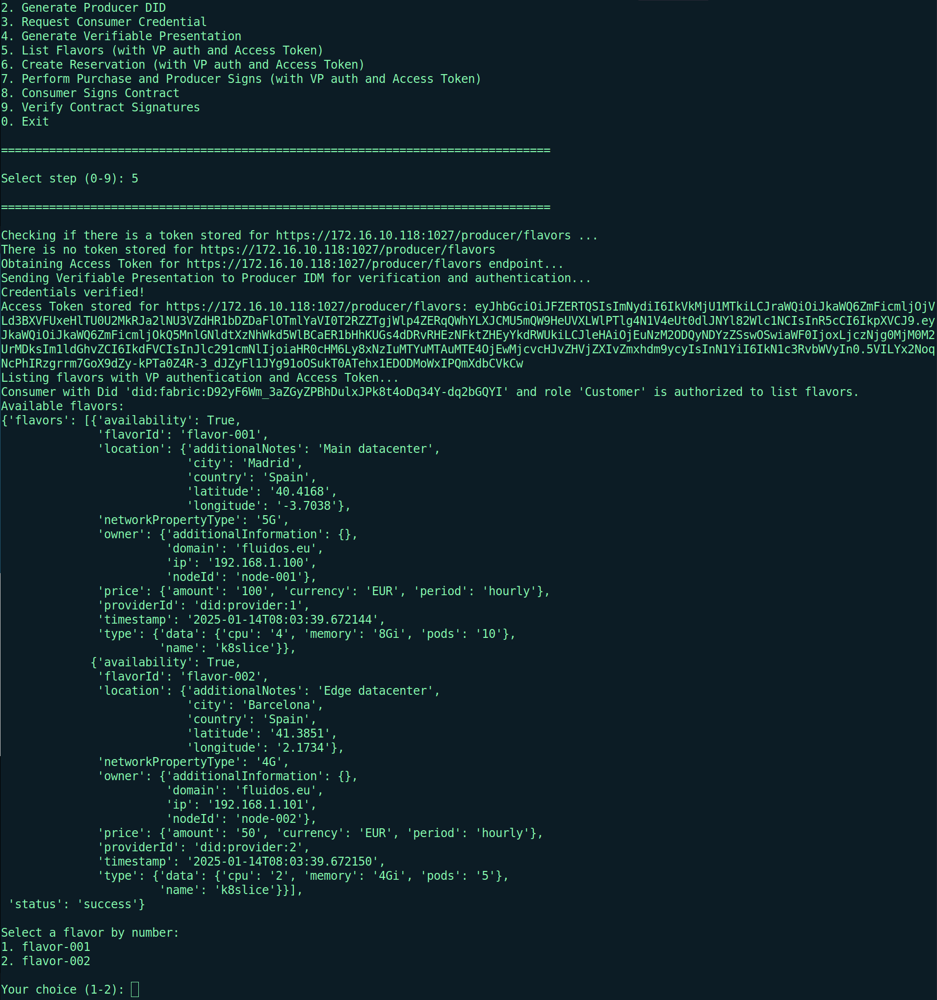 2. Generate Producer DID
3. Request Consumer Credential
4. Generate Verifiable Presentation
5. List Flavors (with VP auth and Access Token)
6. Create Reservation (with VP auth and Access Token)
7. Perform Purchase and Producer Signs (with VP auth and Access Token)
8. Consumer Signs Contract
9. Verify Contract Signatures
0. Exit
================================================================================
Select step (0-9): 5
================================================================================
Checking if there is a token stored for https://172.16.10.118:1027/producer/flavors ...
There is no token stored for https://172.16.10.118:1027/producer/flavors
Obtaining Access Token for https://172.16.10.118:1027/producer/flavors endpoint...
Sending Verifiable Presentation to Producer IDM for verification and authentication...
Credentials verified!
Access Token stored for https://172.16.10.118:1027/producer/flavors: eyJhbGciOiJFZERTQSIsImNydiI6IkVkMjU1MTkiLCJraWQiOiJkaWQ6ZmFicmljOjV
Ld3BXVFUxeHlTU0U2MkRJa2lNU3VZdHR1bDZDaFlOTmlYaVI0T2RZZTgjWlp4ZERqQWhYLXJCMU5mQW9HeUVXLWlPTlg4N1V4eUt0dlJNYl82Wlc1NCIsInR5cCI6IkpXVCJ9.ey
JkaWQiOiJkaWQ6ZmFicmljOkQ5MnlGNldtXzNhWkd5WlBCaER1bHhKUGs4dDRvRHEzNFktZHEyYkdRWUkiLCJleHAiOjEuNzM2ODQyNDYzZSswOSwiaWF0IjoxLjczNjg0MjM0M2
UrMDksIm1ldGhvZCI6IkdFVCIsInJlc291cmNlIjoiaHR0cHM6Ly8xNzIuMTYuMTAuMTE4OjEwMjcvcHJvZHVjZXIvZmxhdm9ycyIsInN1YiI6IkN1c3RvbWVyIn0.5VILYx2Noq
NcPhIRzgrrm7GoX9dZy-kPTa0Z4R-3_dJZyFl1JYg91oOSukT0ATehx1EDODMoWxIPQmXdbCVkCw
Listing flavors with VP authentication and Access Token...
Consumer with Did 'did:fabric:D92yF6Wm_3aZGyZPBhDulxJPk8t4oDq34Y-dq2bGQYI' and role 'Customer' is authorized to list flavors.
Available flavors:
{'flavors': [{'availability': True,
'flavorId': 'flavor-001',
'location': {'additionalNotes': 'Main datacenter',
'city': 'Madrid',
'country': 'Spain',
'latitude': '40.4168',
'longitude': '-3.7038'},
'networkPropertyType': '5G',
'owner': {'additionalInformation': {},
'domain': 'fluidos.eu',
'ip': '192.168.1.100',
'nodeId': 'node-001'},
'price': {'amount': '100', 'currency': 'EUR', 'period': 'hourly'},
'providerId': 'did:provider:1',
'timestamp': '2025-01-14T08:03:39.672144',
'type': {'data': {'cpu': '4', 'memory': '8Gi', 'pods': '10'},
'name': 'k8slice'}},
{'availability': True,
'flavorId': 'flavor-002',
'location': {'additionalNotes': 'Edge datacenter',
'city': 'Barcelona',
'country': 'Spain',
'latitude': '41.3851',
'longitude': '2.1734'},
'networkPropertyType': '4G',
'owner': {'additionalInformation': {},
'domain': 'fluidos.eu',
'ip': '192.168.1.101',
'nodeId': 'node-002'},
'price': {'amount': '50', 'currency': 'EUR', 'period': 'hourly'},
'providerId': 'did:provider:2',
'timestamp': '2025-01-14T08:03:39.672150',
'type': {'data': {'cpu': '2', 'memory': '4Gi', 'pods': '5'},
'name': 'k8slice'}}],
'status': 'success'}
Select a flavor by number:
1. flavor-001
2. flavor-002
Your choice (1-2):